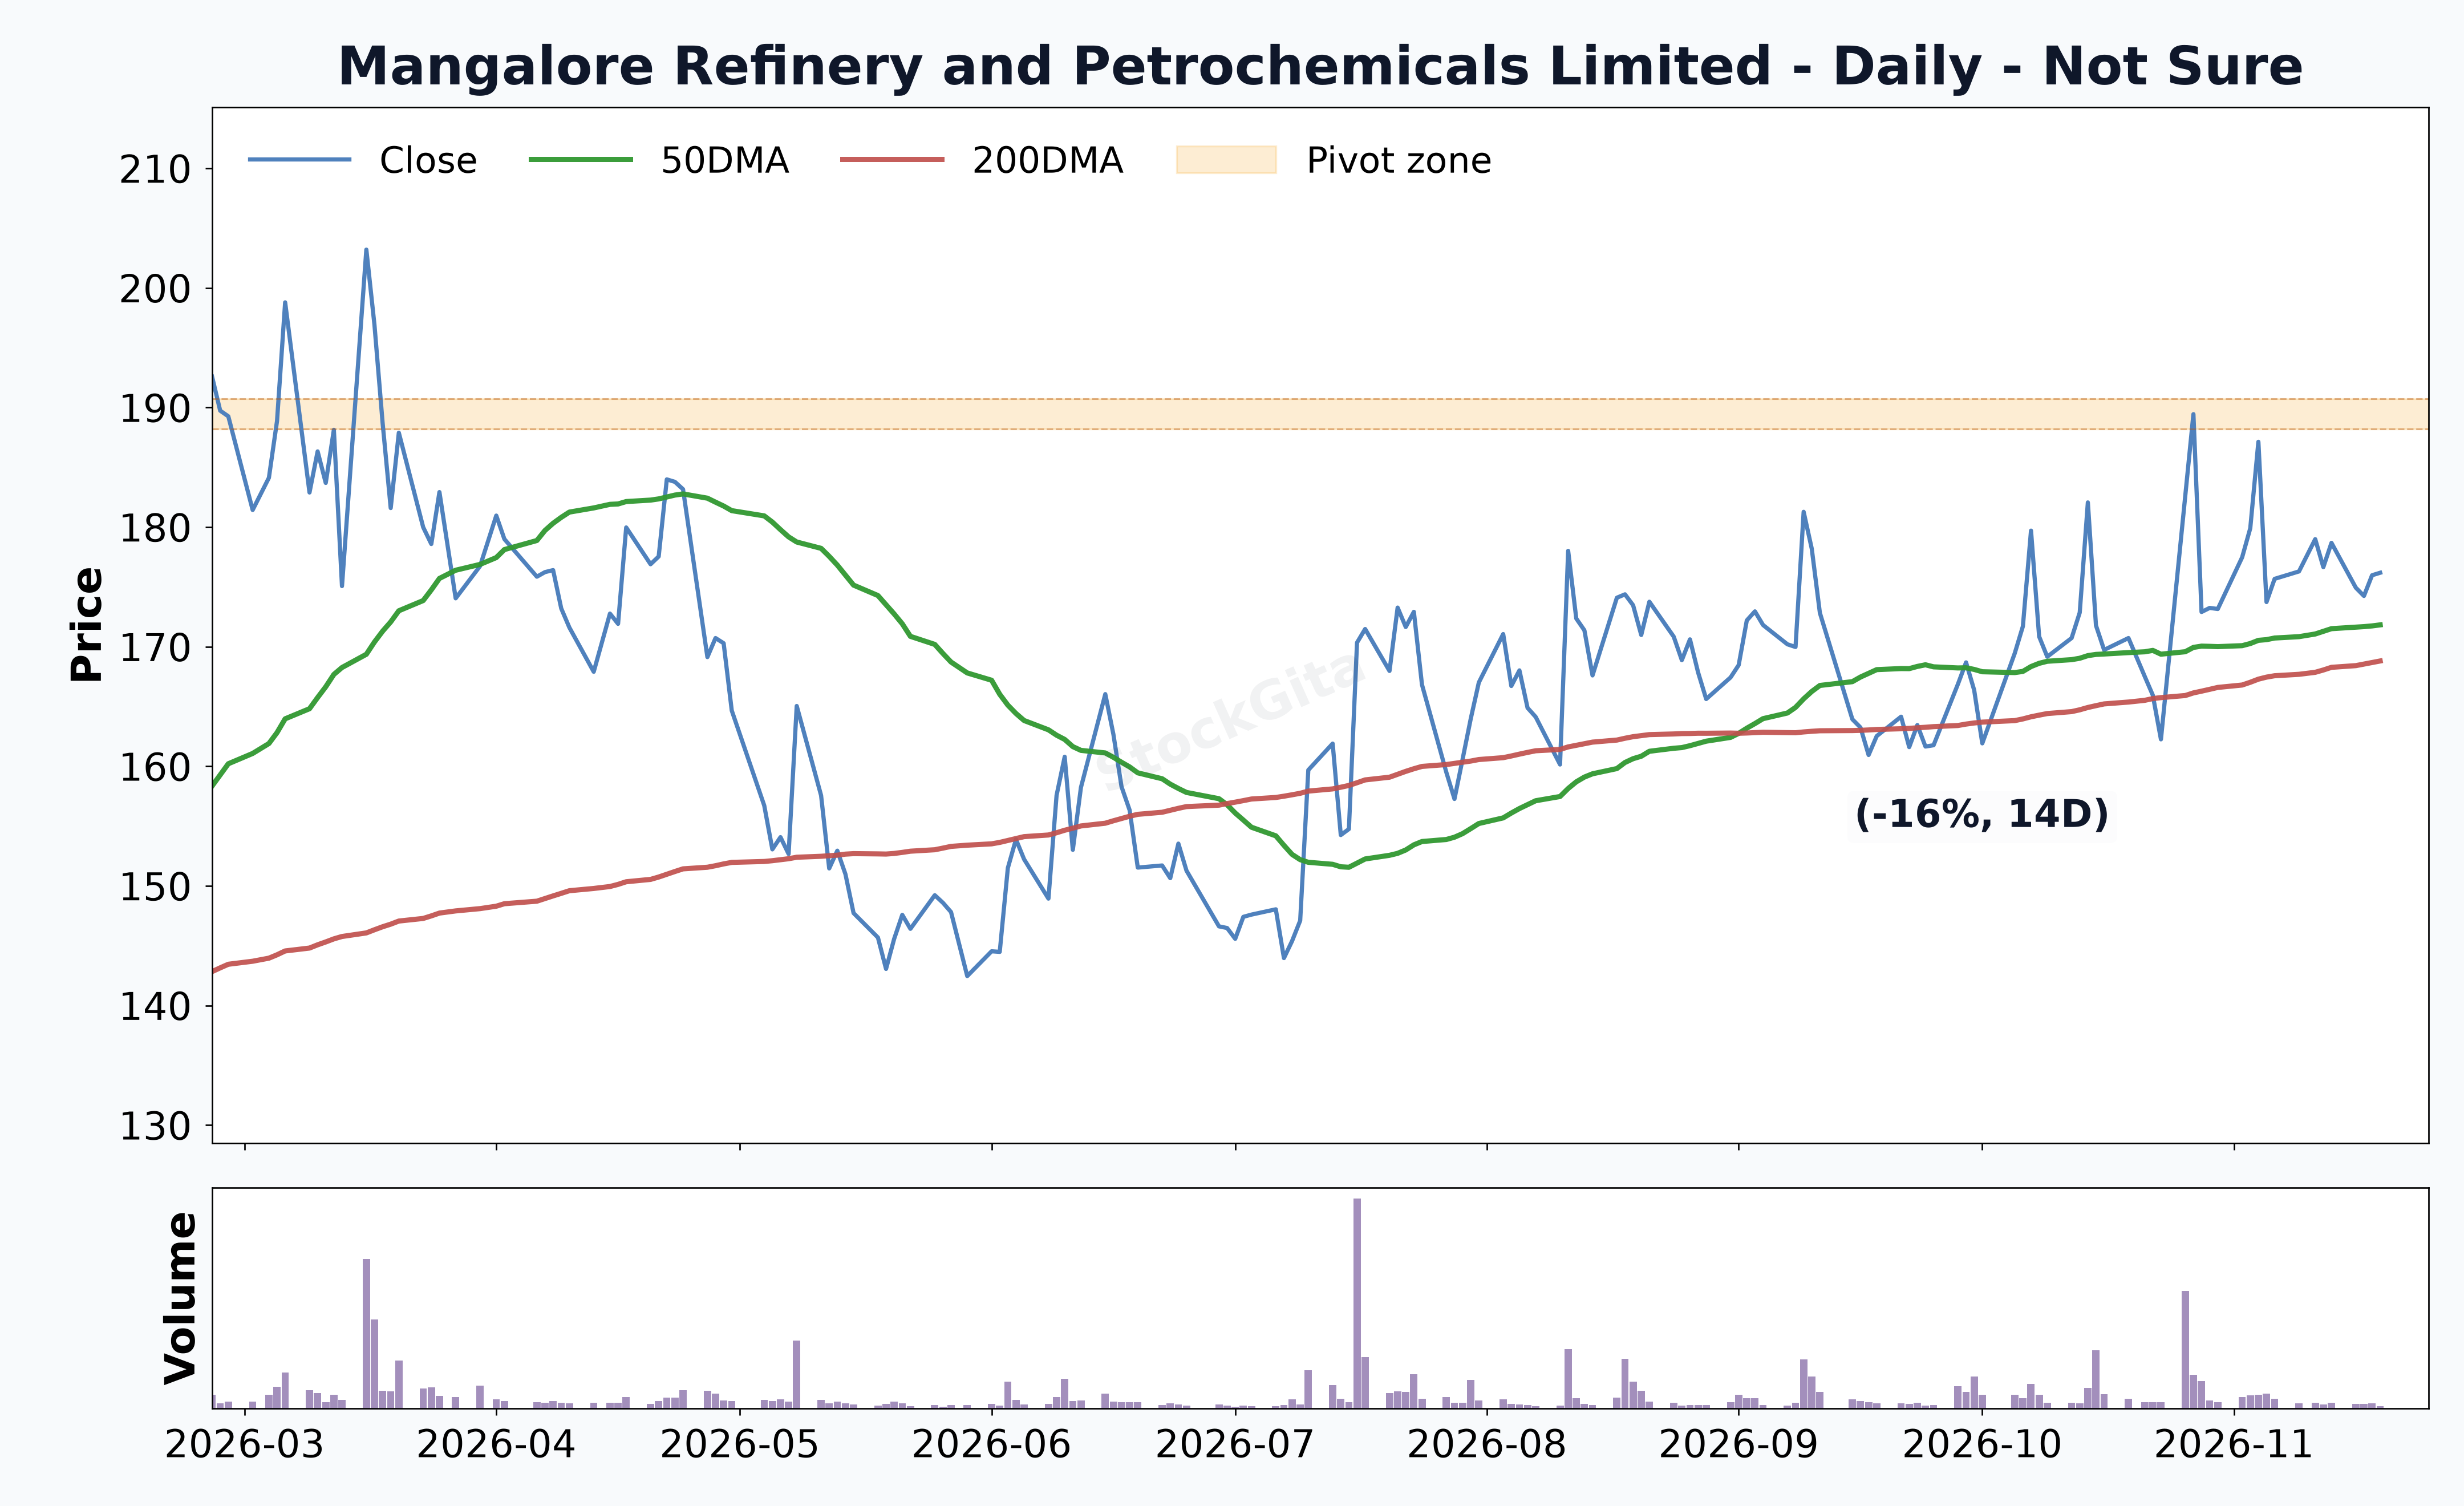 Mangalore Refinery and Petrochemicals Limited - Daily - Not Sure
Close 50DMA 200DMA Pivot zone
210
200
190
180
170
160
150
140
130
Price
stockGita
(-16%, 14D)
Volume
2026-03 2026-04 2026-05 2026-06 2026-07 2026-08 2026-09 2026-10 2026-11